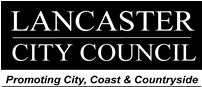 LANCASTER
CITY COUNCIL
Promoting City, Coast & Countryside